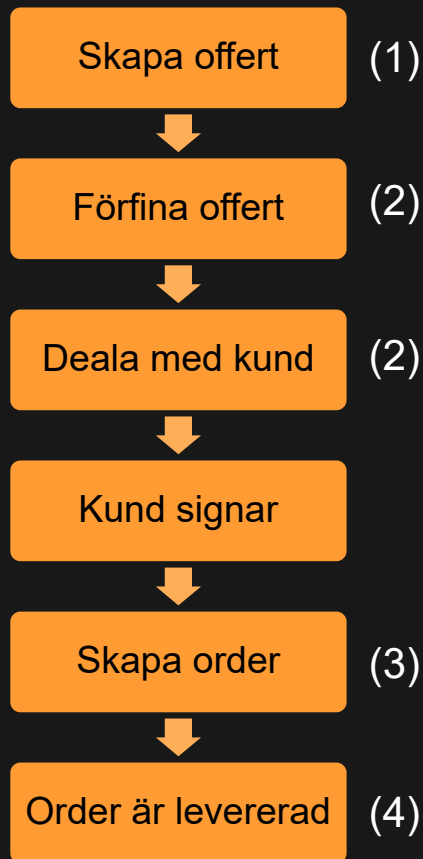 Skapa offert (1)
Förfina offert (2)
Deala med kund (2)
Kund signar
Skapa order (3)
Order är levererad (4)